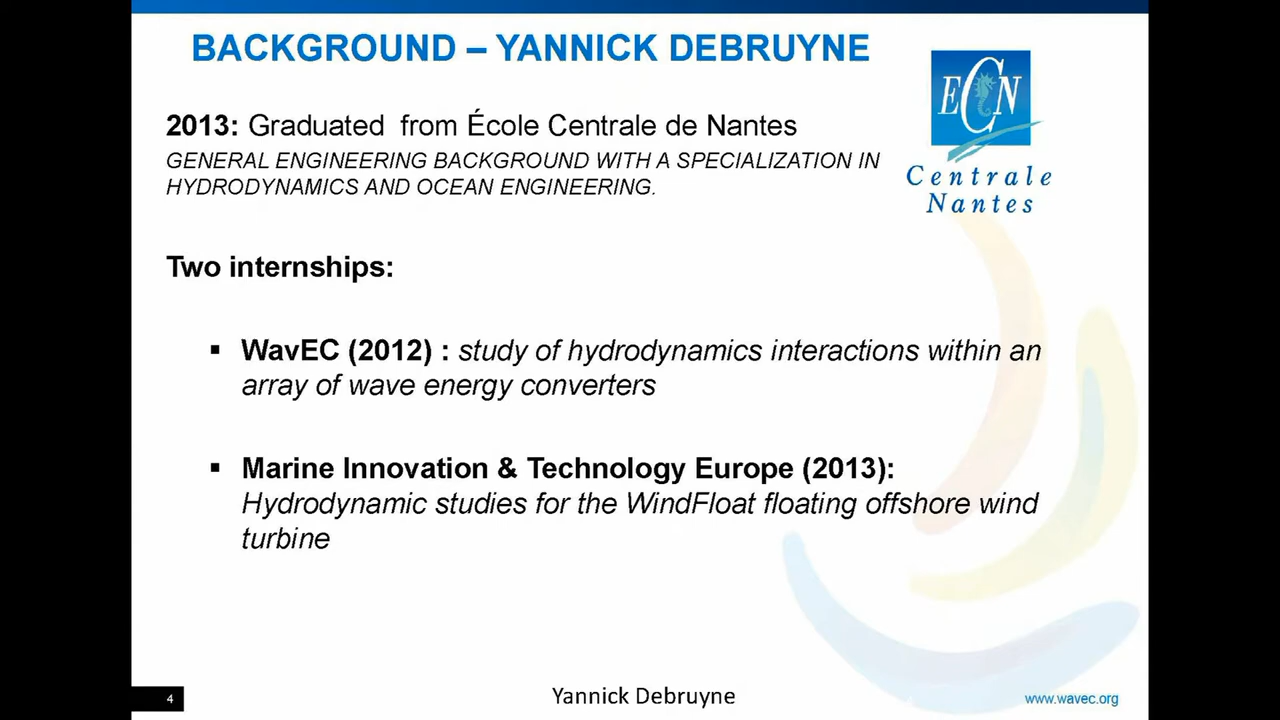 BACKGROUND – YANNICK DEBRUYNE
ECN
Centrale
Nantes
2013: Graduated  from École Centrale de Nantes
GENERAL ENGINEERING BACKGROUND WITH A SPECIALIZATION IN
HYDRODYNAMICS AND OCEAN ENGINEERING.
Two internships:
▪ WavEC (2012) : study of hydrodynamics interactions within an
array of wave energy converters
▪ Marine Innovation & Technology Europe (2013):
Hydrodynamic studies for the WindFloat floating offshore wind
turbine
4
Yannick Debruyne
www.wavec.org